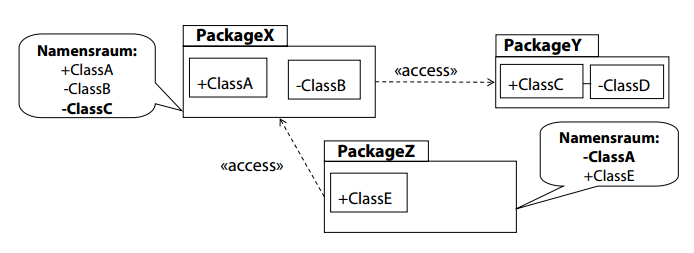 Namensraum:
+ClassA
-ClassB
-ClassC
PackageX
+ClassA
-ClassB
«access»
PackageY
+ClassC
-ClassD
«access»
PackageZ
+ClassE
Namensraum:
-ClassA
+ClassE